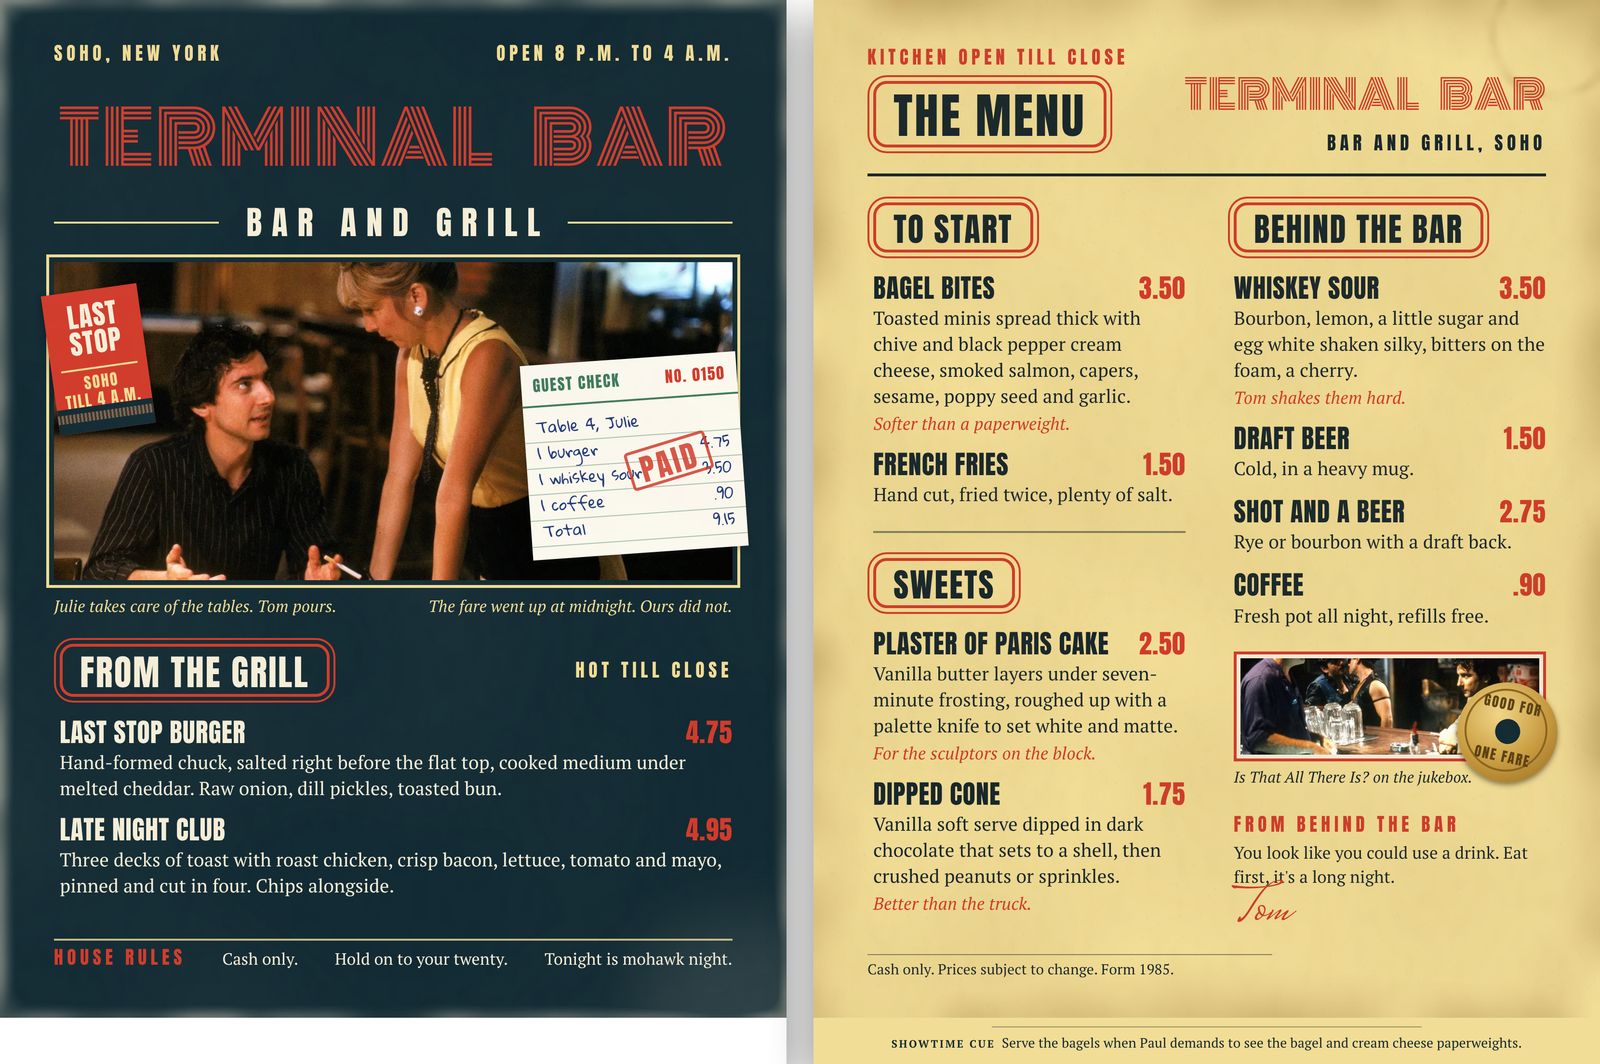 SOHO, NEW YORK
OPEN 8 P.M. TO 4 A.M.
TERMINAL BAR
BAR AND GRILL
LAST
STOP
SOHO
TILL 4 A.M.
GUEST CHECK
NO. 0150
Table 4, Julie
1 burger 4.75
1 whiskey sour 3.50
1 coffee .90
Total 9.15
PAID
Julie takes care of the tables. Tom pours.
The fare went up at midnight. Ours did not.
FROM THE GRILL
HOT TILL CLOSE
LAST STOP BURGER 4.75
Hand-formed chuck, salted right before the flat top, cooked medium under
melted cheddar. Raw onion, dill pickles, toasted bun.
LATE NIGHT CLUB 4.95
Three decks of toast with roast chicken, crisp bacon, lettuce, tomato and mayo,
pinned and cut in four. Chips alongside.
HOUSE RULES Cash only. Hold on to your twenty. Tonight is mohawk night.
KITCHEN OPEN TILL CLOSE
THE MENU
TERMINAL BAR
BAR AND GRILL, SOHO
TO START
BAGEL BITES 3.50
Toasted minis spread thick with
chive and black pepper cream
cheese, smoked salmon, capers,
sesame, poppy seed and garlic.
Softer than a paperweight.
FRENCH FRIES 1.50
Hand cut, fried twice, plenty of salt.
SWEETS
PLASTER OF PARIS CAKE 2.50
Vanilla butter layers under seven-
minute frosting, roughed up with a
palette knife to set white and matte.
For the sculptors on the block.
DIPPED CONE 1.75
Vanilla soft serve dipped in dark
chocolate that sets to a shell, then
crushed peanuts or sprinkles.
Better than the truck.
BEHIND THE BAR
WHISKEY SOUR 3.50
Bourbon, lemon, a little sugar and
egg white shaken silky, bitters on the
foam, a cherry.
Tom shakes them hard.
DRAFT BEER 1.50
Cold, in a heavy mug.
SHOT AND A BEER 2.75
Rye or bourbon with a draft back.
COFFEE .90
Fresh pot all night, refills free.
GOOD FOR
ONE FARE
Is That All There Is? on the jukebox.
FROM BEHIND THE BAR
You look like you could use a drink. Eat
first, it's a long night.
Tom
Cash only. Prices subject to change. Form 1985.
SHOWTIME CUE Serve the bagels when Paul demands to see the bagel and cream cheese paperweights.